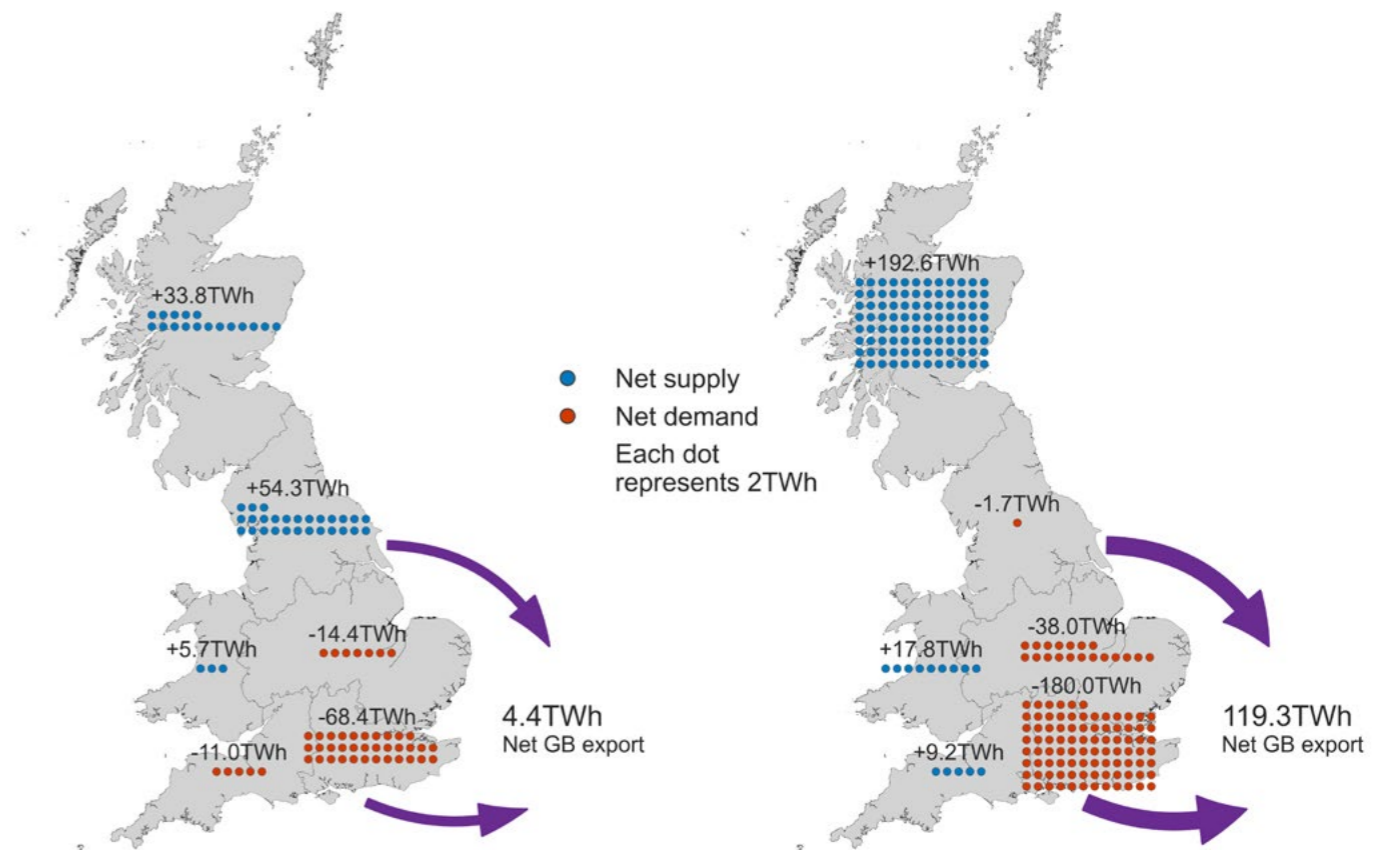 +33.8TWh
+54.3TWh
+5.7TWh
-14.4TWh
-68.4TWh
-11.0TWh
4.4TWh
Net GB export
Net supply
Net demand
Each dot
represents 2TWh
+192.6TWh
-1.7TWh
-38.0TWh
+17.8TWh
-180.0TWh
+9.2TWh
119.3TWh
Net GB export